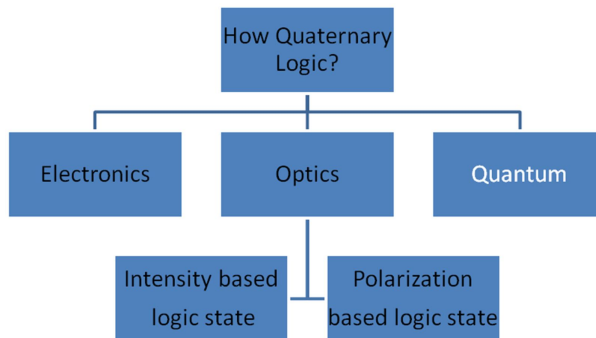 How Quaternary
Logic?
Electronics
Optics
Quantum
Intensity based
logic state
Polarization
based logic state